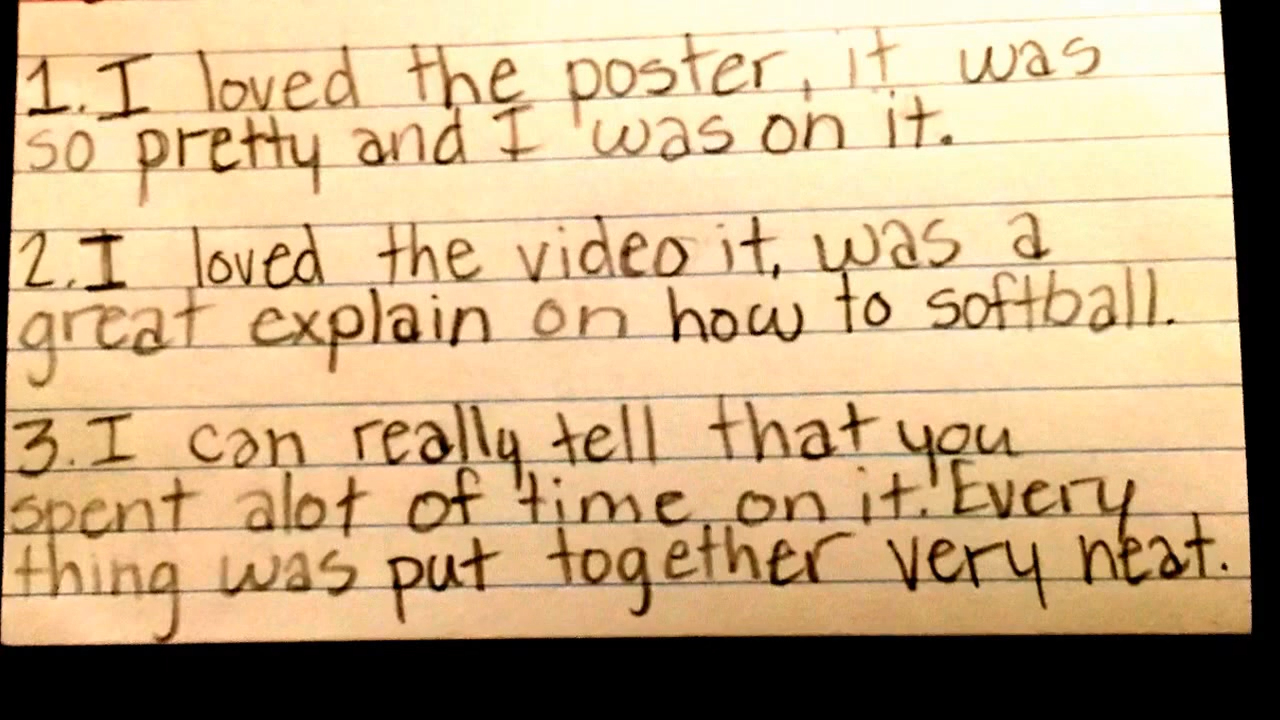 1. I loved the poster, it was
so pretty and I was on it.
2. I loved the video it, was a
great explain on how to softball.
3. I can really tell that you
spent alot of time on it. Every
thing was put together very neat.